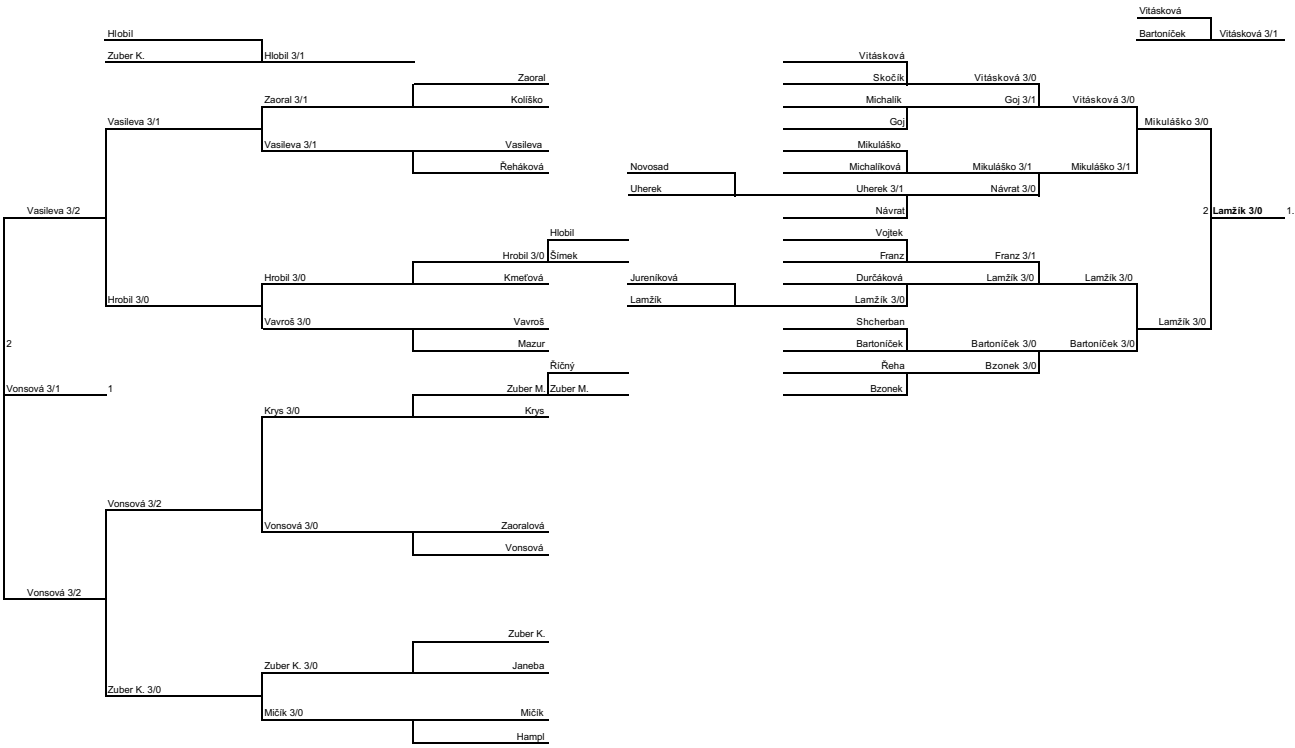 Vitásková
Hlobil Bartoníček Vitásková 3/1
Zuber K. Hlobil 3/1 Vitásková
Zaoral Skočík Vitásková 3/0
Zaoral 3/1 Kolíško Michalík Goj 3/1 Vitásková 3/0
Vasileva 3/1 Goj Mikuláško 3/0
Vasileva 3/1 Vasileva Mikuláško
Řeháková Novosad Michalíková Mikuláško 3/1 Mikuláško 3/1
Uherek Uherek 3/1 Návrat 3/0
Vasileva 3/2 Návrat 2 Lamžík 3/0 1.
Hlobil Vojtek
Hrobil 3/0 Šímek Franz Franz 3/1
Hrobil 3/0 Kmeťová Jureníková Durčáková Lamžík 3/0 Lamžík 3/0
Hrobil 3/0 Lamžík Lamžík 3/0
Vavroš 3/0 Vavroš Shcherban Lamžík 3/0
2 Mazur Bartoníček Bartoníček 3/0 Bartoníček 3/0
Říčný Řeha Bzonek 3/0
Vonsová 3/1 1 Zuber M. Zuber M. Bzonek
Krys 3/0 Krys
Vonsová 3/2
Vonsová 3/0 Zaoralová
Vonsová
Vonsová 3/2
Zuber K.
Zuber K. 3/0 Janeba
Zuber K. 3/0
Mičík 3/0 Mičík
Hampl